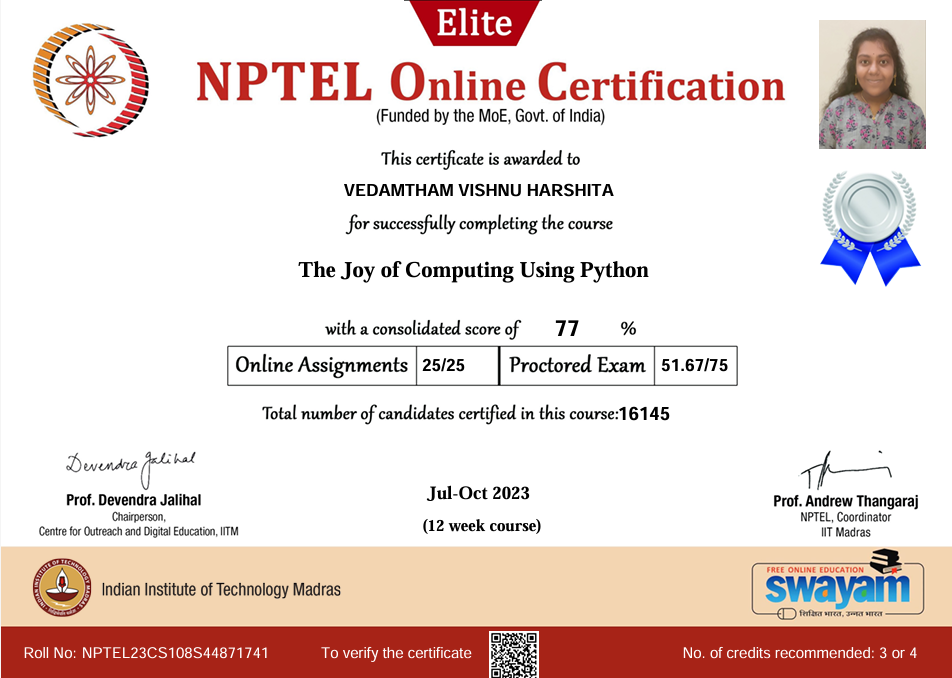 Elite
NPTEL Online Certification
(Funded by the MoE, Govt. of India)
This certificate is awarded to
VEDAMTHAM VISHNU HARSHITA
for successfully completing the course
The Joy of Computing Using Python
with a consolidated score of 77 %
Online Assignments 25/25 Proctored Exam 51.67/75
Total number of candidates certified in this course:16145
Devendra Jalihal
Prof. Devendra Jalihal
Chairperson,
Centre for Outreach and Digital Education, IITM
Jul-Oct 2023
(12 week course)
Prof. Andrew Thangaraj
NPTEL, Coordinator
IIT Madras
Indian Institute of Technology Madras
FREE ONLINE EDUCATION
swayam
शिक्षित भारत, उन्नत भारत
Roll No: NPTEL23CS108S44871741 To verify the certificate No. of credits recommended: 3 or 4